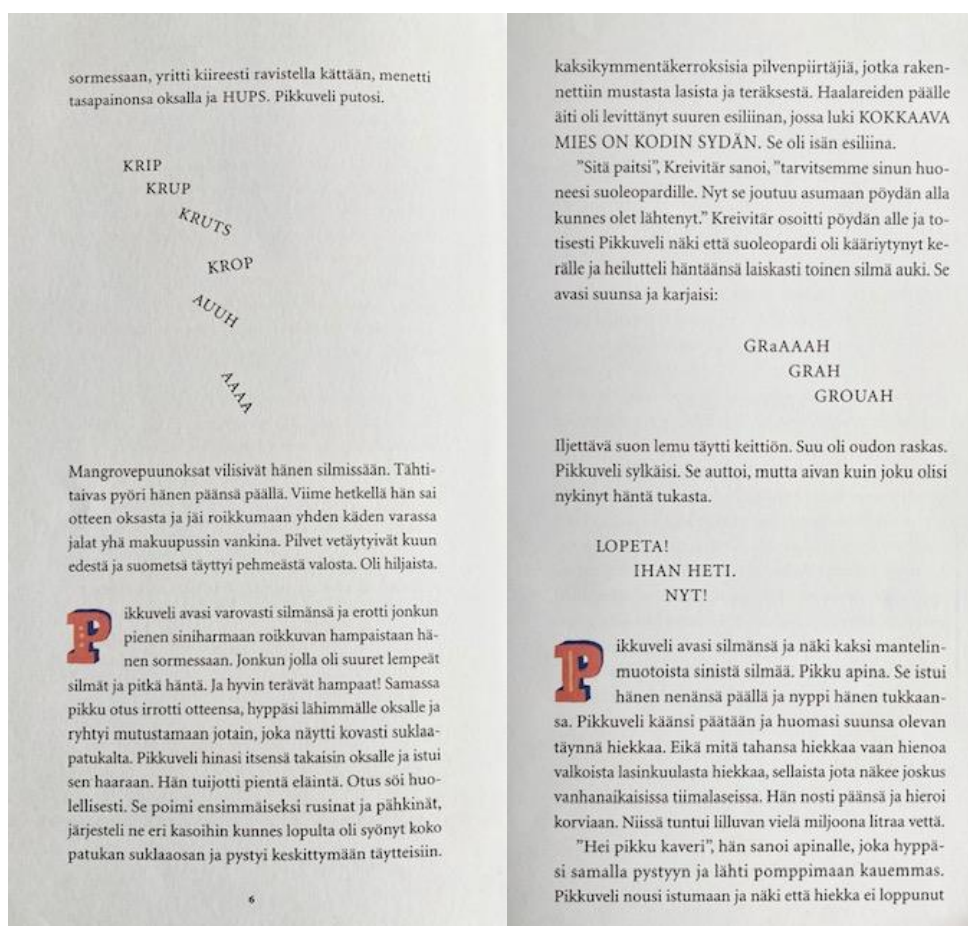 sormessaan, yritti kiireesti ravistella kättään, menetti
tasapainonsa oksalla ja HUPS. Pikkuveli putosi.
KRIP
KRUP
KRUTS
KROP
AUUH
AAAA
Mangrovepuunoksat vilisivät hänen silmissään. Tähti-
taivas pyöri hänen päänsä päällä. Viime hetkellä hän sai
otteen oksasta ja jäi roikkumaan yhden käden varassa
jalat yhä makuupussin vankina. Pilvet vetäytyivät kuun
edestä ja suometsä täyttyi pehmeästä valosta. Oli hiljaista.
Pikkuveli avasi varovasti silmänsä ja erotti jonkun
pienen siniharmaan roikkuvan hampaistaan hä-
nen sormessaan. Jonkun jolla oli suuret lempeät
silmät ja pitkä häntä. Ja hyvin terävät hampaat! Samassa
pikku otus irrotti otteensa, hyppäsi lähimmälle oksalle ja
ryhtyi mutustamaan jotain, joka näytti kovasti suklaa-
patukalta. Pikkuveli hinasi itsensä takaisin oksalle ja istui
sen haaraan. Hän tuijotti pientä eläintä. Otus söi huo-
lellisesti. Se poimi ensimmäiseksi rusinat ja pähkinät,
järjesteli ne eri kasoihin kunnes lopulta oli syönyt koko
patukan suklaaosan ja pystyi keskittymään täytteisiin.
6
kaksikymmentäkerroksisia pilvenpiirtäjiä, jotka raken-
nettiin mustasta lasista ja teräksestä. Haalareiden päälle
äiti oli levittänyt suuren esiliinan, jossa luki KOKKAAVA
MIES ON KODIN SYDÄN. Se oli isän esiliina.
”Sitä paitsi”, Kreivitär sanoi, ”tarvitsemme sinun huo-
neesi suoleopardille. Nyt se joutuu asumaan pöydän alla
kunnes olet lähtenyt.” Kreivitär osoitti pöydän alle ja to-
tisesti Pikkuveli näki että suoleopardi oli kääriytynyt ke-
rälle ja heilutteli häntäänsä laiskasti toinen silmä auki. Se
avasi suunsa ja karjaisi:
GRaAAAH
GRAH
GROUAH
Iljettävä suon lemu täytti keittiön. Suu oli oudon raskas.
Pikkuveli sylkäisi. Se auttoi, mutta aivan kuin joku olisi
nykinyt häntä tukasta.
LOPETA!
IHAN HETI.
NYT!
Pikkuveli avasi silmänsä ja näki kaksi mantelin-
muotoista sinistä silmää. Pikku apina. Se istui
hänen nenänsä päällä ja nyppi hänen tukkaan-
sa. Pikkuveli käänsi päätään ja huomasi suunsa olevan
täynnä hiekkaa. Eikä mitä tahansa hiekkaa vaan hienoa
valkoista lasinkuulasta hiekkaa, sellaista jota näkee joskus
vanhanaikaisissa tiimalaseissa. Hän nosti päänsä ja hieroi
korviaan. Niissä tuntui lilluvan vielä miljoona litraa vettä.
”Hei pikku kaveri”, hän sanoi apinalle, joka hyppä-
si samalla pystyyn ja lähti pomppimaan kauemmas.
Pikkuveli nousi istumaan ja näki että hiekka ei loppunut